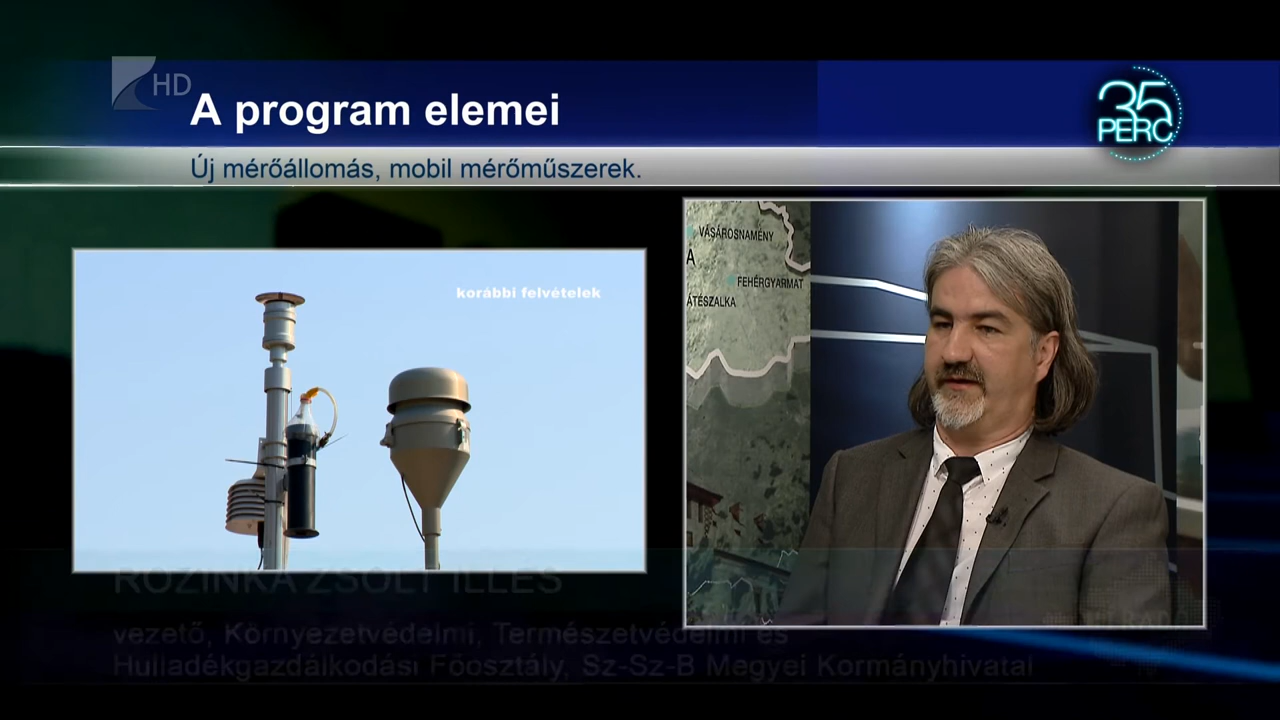 HD
A program elemei
35
PERC
Új mérőállomás, mobil mérőműszerek.
korábbi felvételek
VÁSÁROSNAMÉNY
A
FEHÉRGYARMAT
ÁTÉSZALKA
ROZINKA ZSOLT ILLÉS
vezető, Környezetvédelmi, Természetvédelmi és
Hulladékgazdálkodási Főosztály, Sz-Sz-B Megyei Kormányhivatal